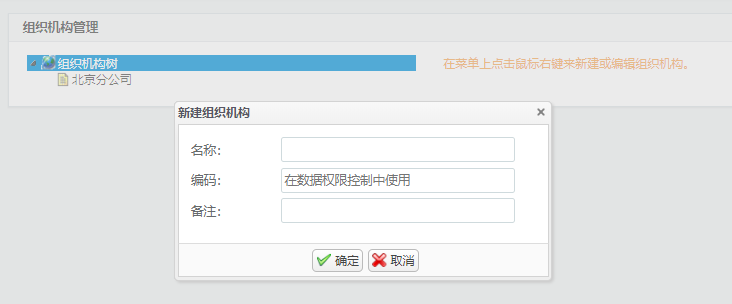 组织机构管理
组织机构树
在菜单上点击鼠标右键来新建或编辑组织机构。
北京分公司
新建组织机构
名称：
编码： 在数据权限控制中使用
备注：
确定 取消